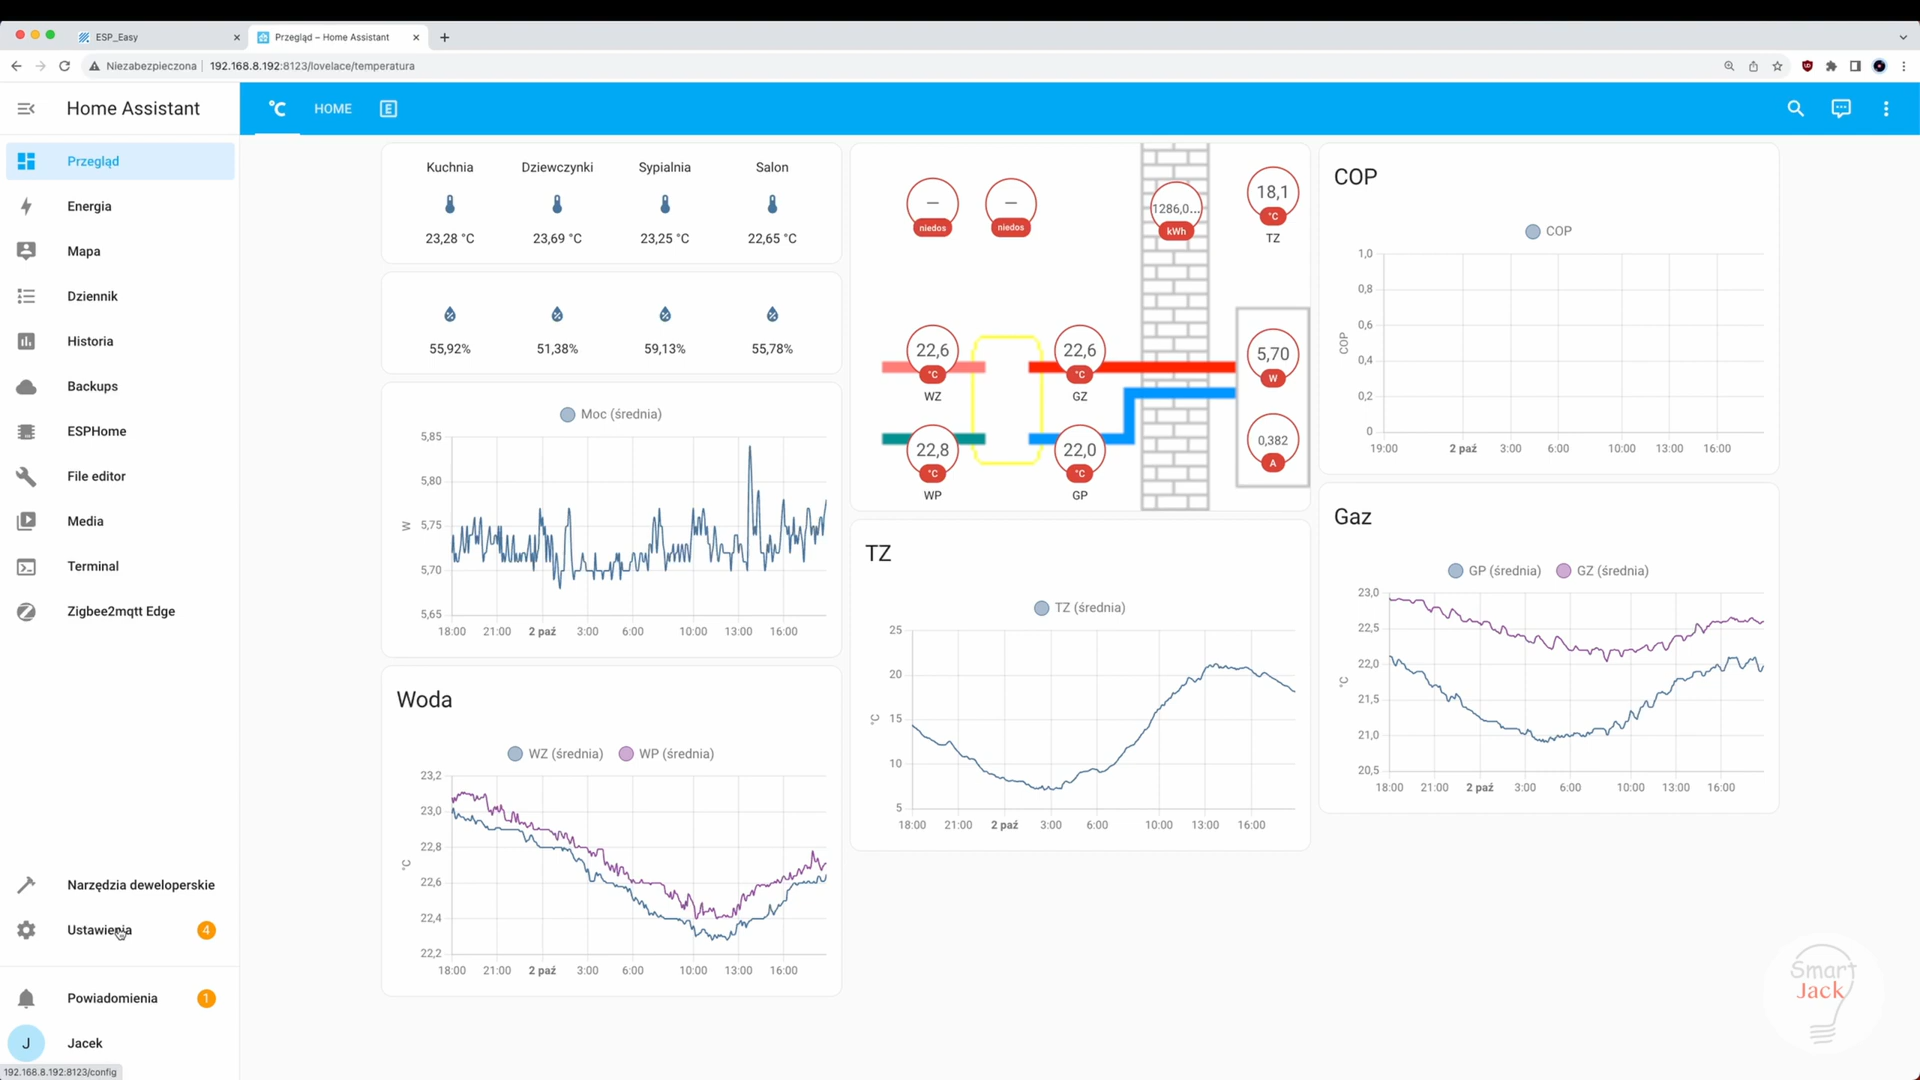 ESP_Easy
Przegląd – Home Assistant
Niezabezpieczona
192.168.8.192:8123/lovelace/temperatura
Home Assistant
°C
HOME
E
Przegląd
Energia
Mapa
Dziennik
Historia
Backups
ESPHome
File editor
Media
Terminal
Zigbee2mqtt Edge
Narzędzia deweloperskie
Ustawienia
4
Powiadomienia
1
J
Jacek
192.168.8.192:8123/config
Kuchnia Dziewczynki Sypialnia Salon
23,28 °C 23,69 °C 23,25 °C 22,65 °C
55,92% 51,38% 59,13% 55,78%
Moc (średnia)
5,85
5,80
5,75
5,70
5,65
W
18:00 21:00 2 paź 3:00 6:00 10:00 13:00 16:00
Woda
WZ (średnia) WP (średnia)
23,2
23,0
22,8
22,6
22,4
22,2
°C
18:00 21:00 2 paź 3:00 6:00 10:00 13:00 16:00
–
niedos
–
niedos
1286,0...
kWh
18,1
°C
TZ
22,6
°C
WZ
22,6
°C
GZ
5,70
W
22,8
°C
WP
22,0
°C
GP
0,382
A
TZ
TZ (średnia)
25
20
15
10
5
°C
18:00 21:00 2 paź 3:00 6:00 10:00 13:00 16:00
COP
COP
1,0
0,8
0,6
0,4
0,2
0
COP
19:00 2 paź 3:00 6:00 10:00 13:00 16:00
Gaz
GP (średnia) GZ (średnia)
23,0
22,5
22,0
21,5
21,0
20,5
°C
18:00 21:00 2 paź 3:00 6:00 10:00 13:00 16:00
Smart
Jack